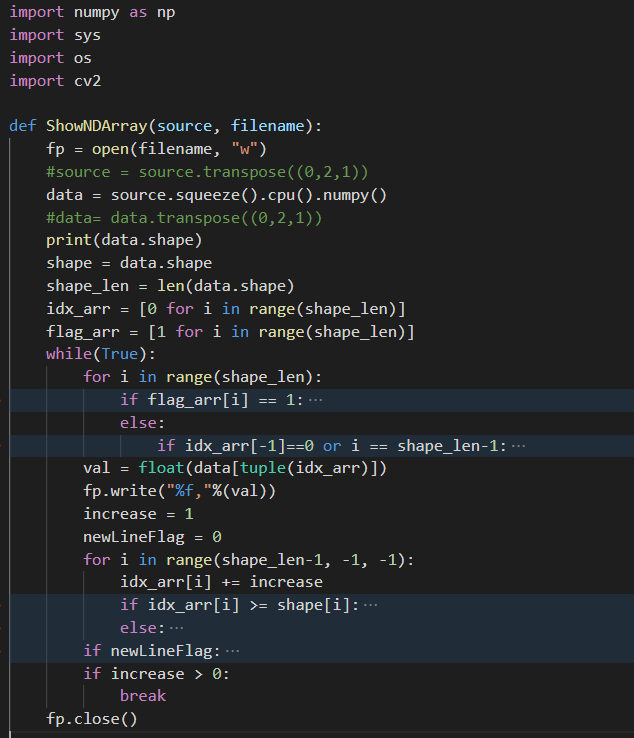 import numpy as np
import sys
import os
import cv2
def ShowNDArray(source, filename):
    fp = open(filename, "w")
    #source = source.transpose((0,2,1))
    data = source.squeeze().cpu().numpy()
    #data= data.transpose((0,2,1))
    print(data.shape)
    shape = data.shape
    shape_len = len(data.shape)
    idx_arr = [0 for i in range(shape_len)]
    flag_arr = [1 for i in range(shape_len)]
    while(True):
        for i in range(shape_len):
            if flag_arr[i] == 1:···
            else:
                if idx_arr[-1]==0 or i == shape_len-1:···
        val = float(data[tuple(idx_arr)])
        fp.write("%f,"%(val))
        increase = 1
        newLineFlag = 0
        for i in range(shape_len-1, -1, -1):
            idx_arr[i] += increase
            if idx_arr[i] >= shape[i]:···
            else:···
        if newLineFlag:···
        if increase > 0:
            break
    fp.close()